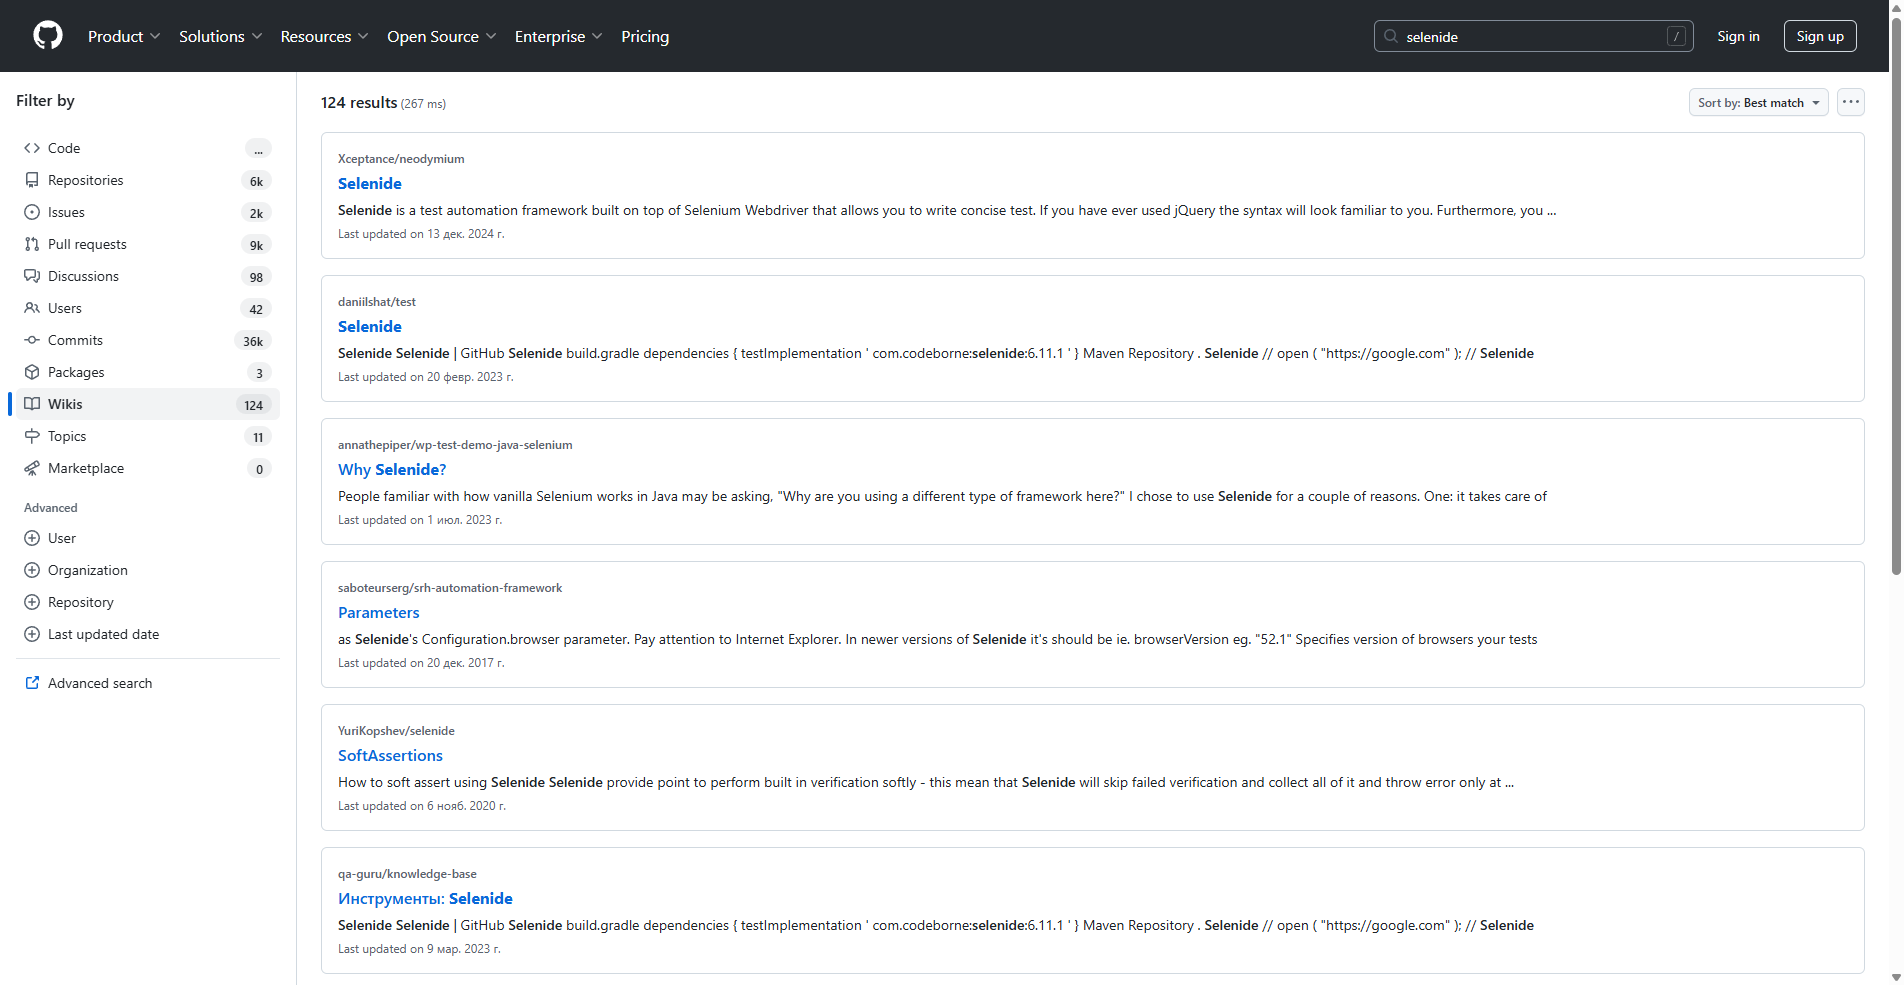 Product Solutions Resources Open Source Enterprise Pricing selenide / Sign in Sign up
Filter by
Code ...
Repositories 6k
Issues 2k
Pull requests 9k
Discussions 98
Users 42
Commits 36k
Packages 3
Wikis 124
Topics 11
Marketplace 0
Advanced
User
Organization
Repository
Last updated date
Advanced search
124 results (267 ms) Sort by: Best match
Xceptance/neodymium
Selenide
Selenide is a test automation framework built on top of Selenium Webdriver that allows you to write concise test. If you have ever used jQuery the syntax will look familiar to you. Furthermore, you ...
Last updated on 13 дек. 2024 г.
daniilshat/test
Selenide
Selenide Selenide | GitHub Selenide build.gradle dependencies { testImplementation ' com.codeborne:selenide:6.11.1 ' } Maven Repository . Selenide // open ( "https://google.com" ); // Selenide
Last updated on 20 февр. 2023 г.
annathepiper/wp-test-demo-java-selenium
Why Selenide?
People familiar with how vanilla Selenium works in Java may be asking, "Why are you using a different type of framework here?" I chose to use Selenide for a couple of reasons. One: it takes care of
Last updated on 1 июл. 2023 г.
saboteurserg/srh-automation-framework
Parameters
as Selenide's Configuration.browser parameter. Pay attention to Internet Explorer. In newer versions of Selenide it's should be ie. browserVersion eg. "52.1" Specifies version of browsers your tests
Last updated on 20 дек. 2017 г.
YuriKopshev/selenide
SoftAssertions
How to soft assert using Selenide Selenide provide point to perform built in verification softly - this mean that Selenide will skip failed verification and collect all of it and throw error only at ...
Last updated on 6 нояб. 2020 г.
qa-guru/knowledge-base
Инструменты: Selenide
Selenide Selenide | GitHub Selenide build.gradle dependencies { testImplementation ' com.codeborne:selenide:6.11.1 ' } Maven Repository . Selenide // open ( "https://google.com" ); // Selenide
Last updated on 9 мар. 2023 г.